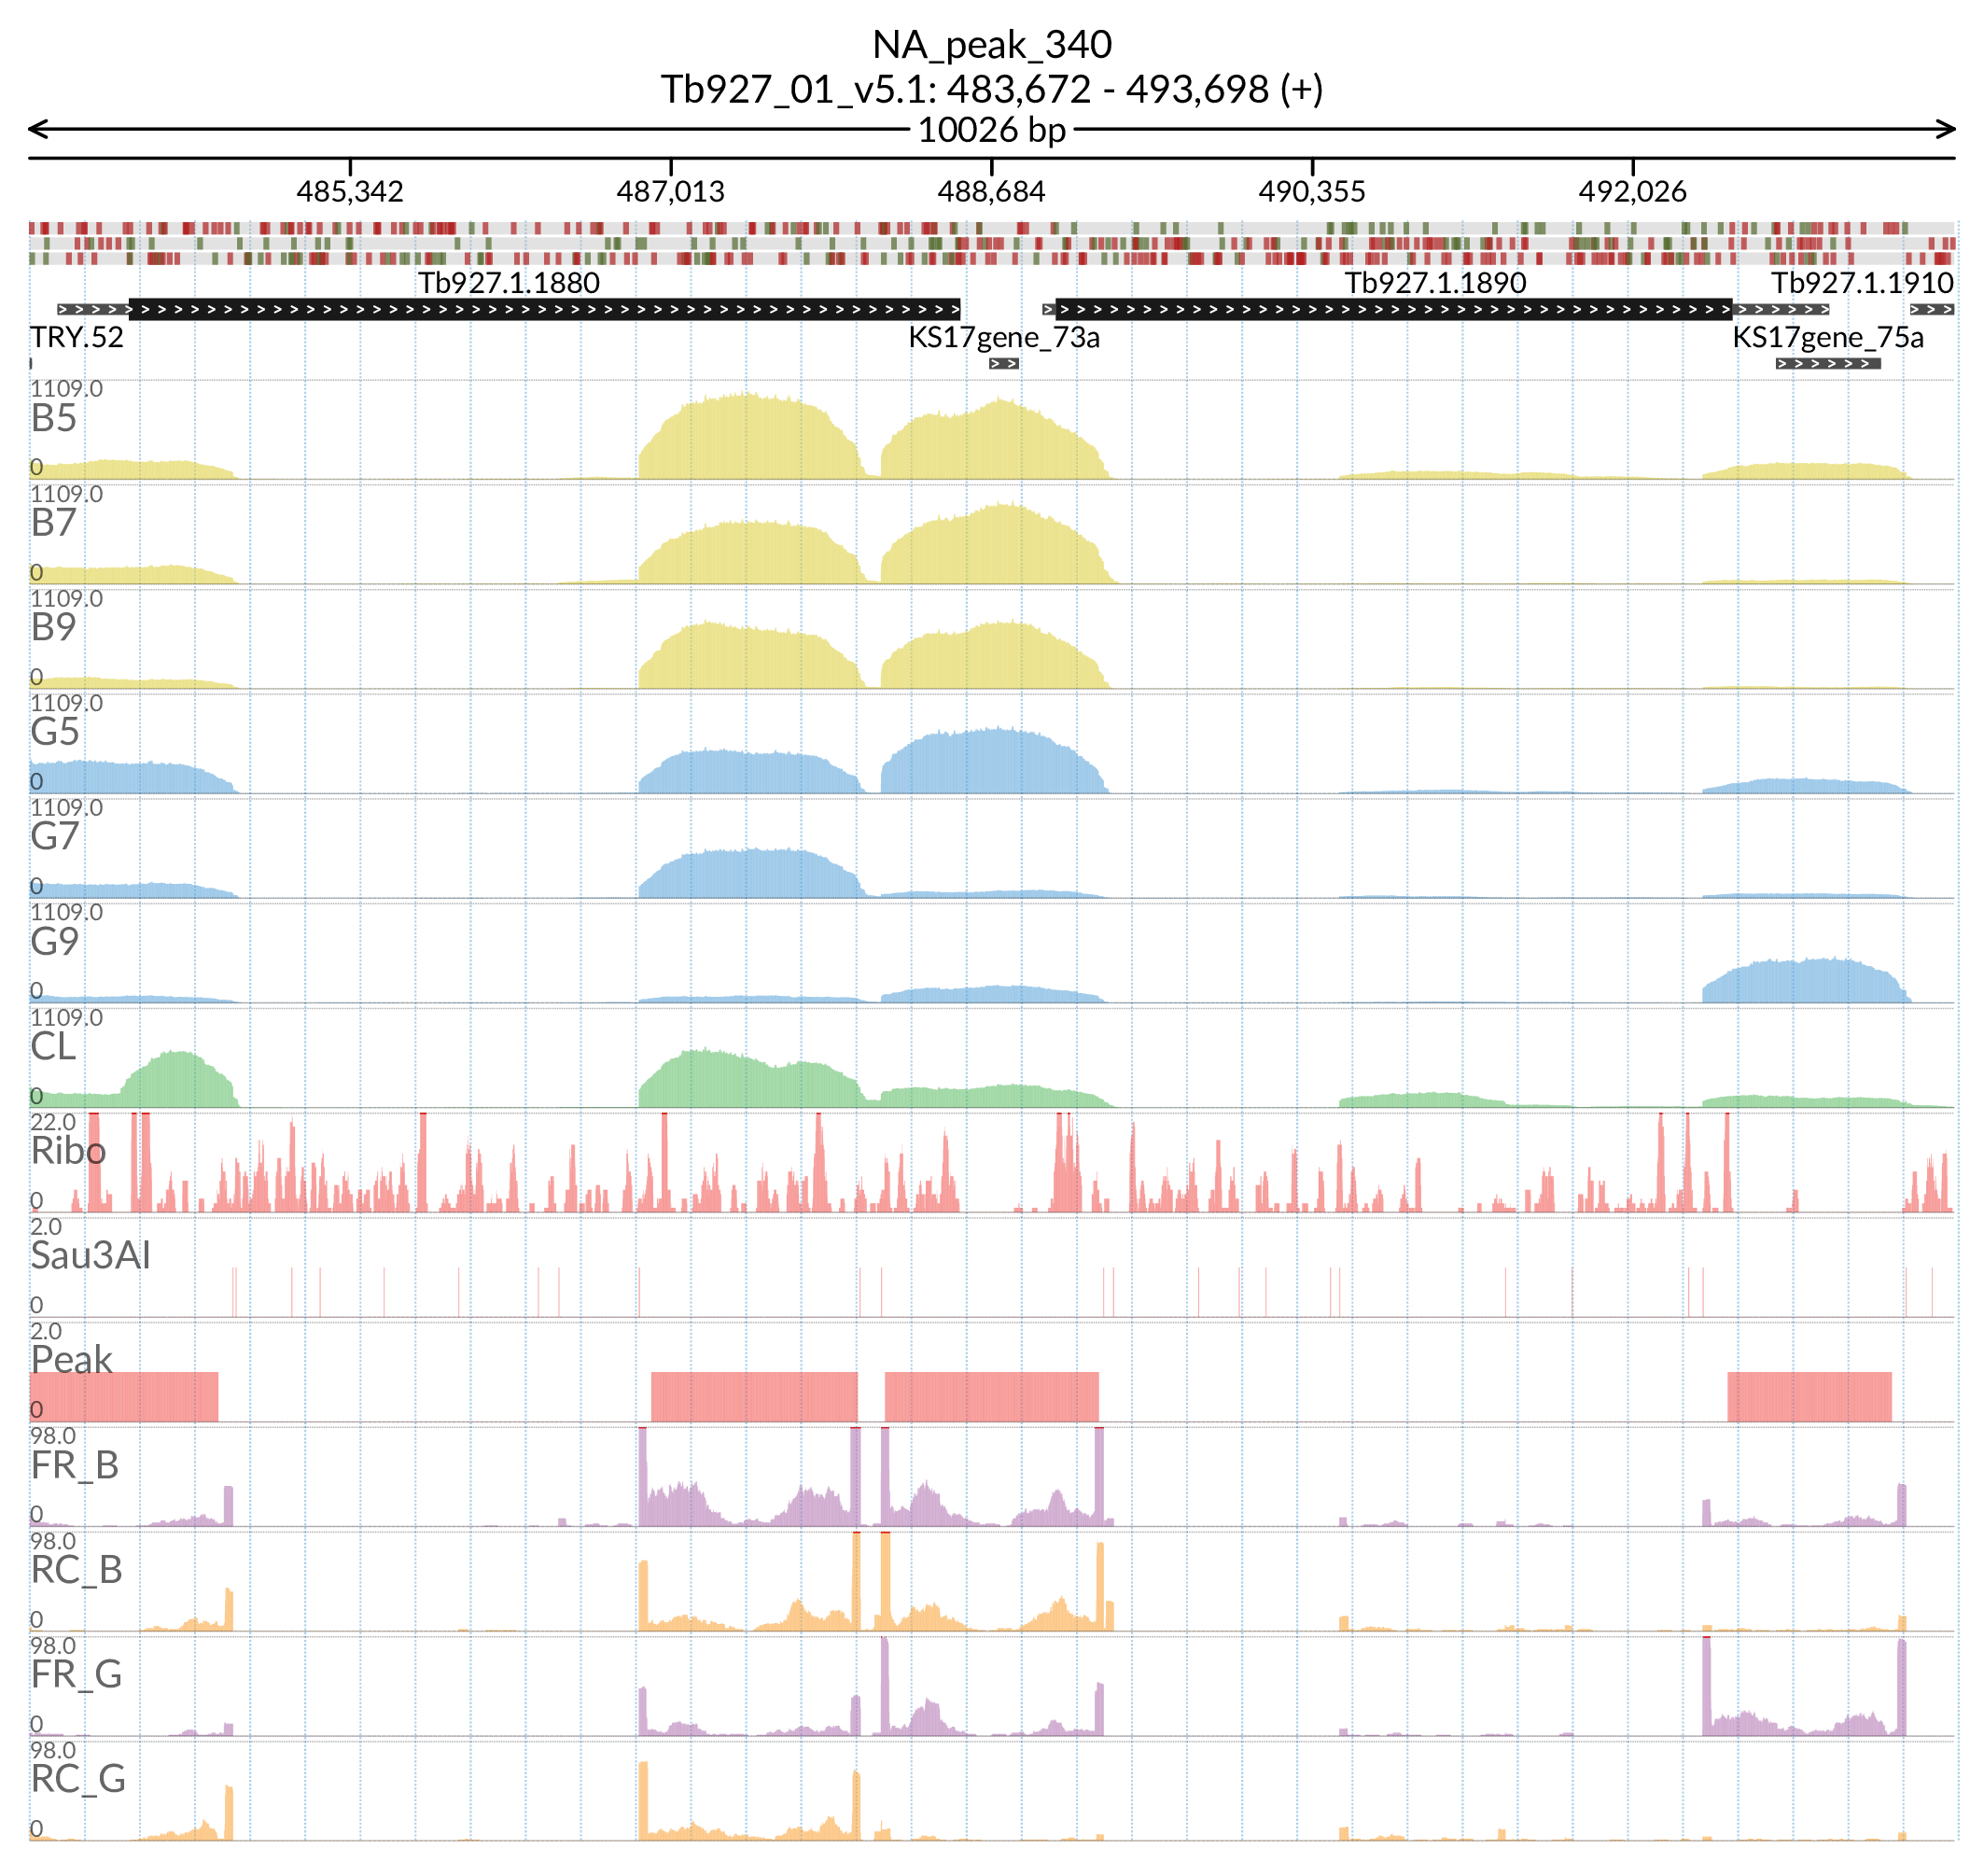 NA_peak_340
Tb927_01_v5.1: 483,672 - 493,698 (+)
10026 bp
485,342 487,013 488,684 490,355 492,026
Tb927.1.1880 Tb927.1.1890 Tb927.1.1910
TRY.52 KS17gene_73a KS17gene_75a
1109.0
B5
0
1109.0
B7
0
1109.0
B9
0
1109.0
G5
0
1109.0
G7
0
1109.0
G9
0
1109.0
CL
0
22.0
Ribo
0
2.0
Sau3AI
0
2.0
Peak
0
98.0
FR_B
0
98.0
RC_B
0
98.0
FR_G
0
98.0
RC_G
0